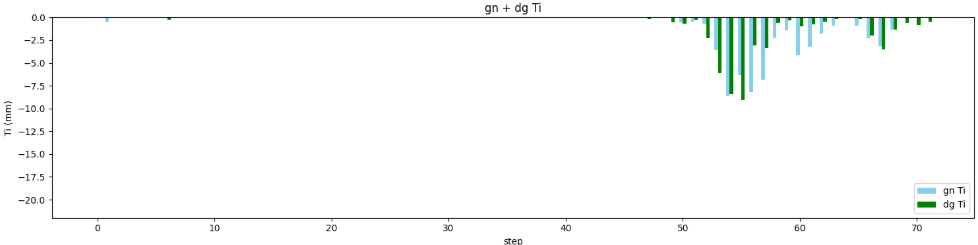 gn + dg Ti
0.0
−2.5
−5.0
−7.5
−10.0
−12.5
−15.0
−17.5
−20.0
Ti (mm)
gn Ti
dg Ti
0 10 20 30 40 50 60 70
step